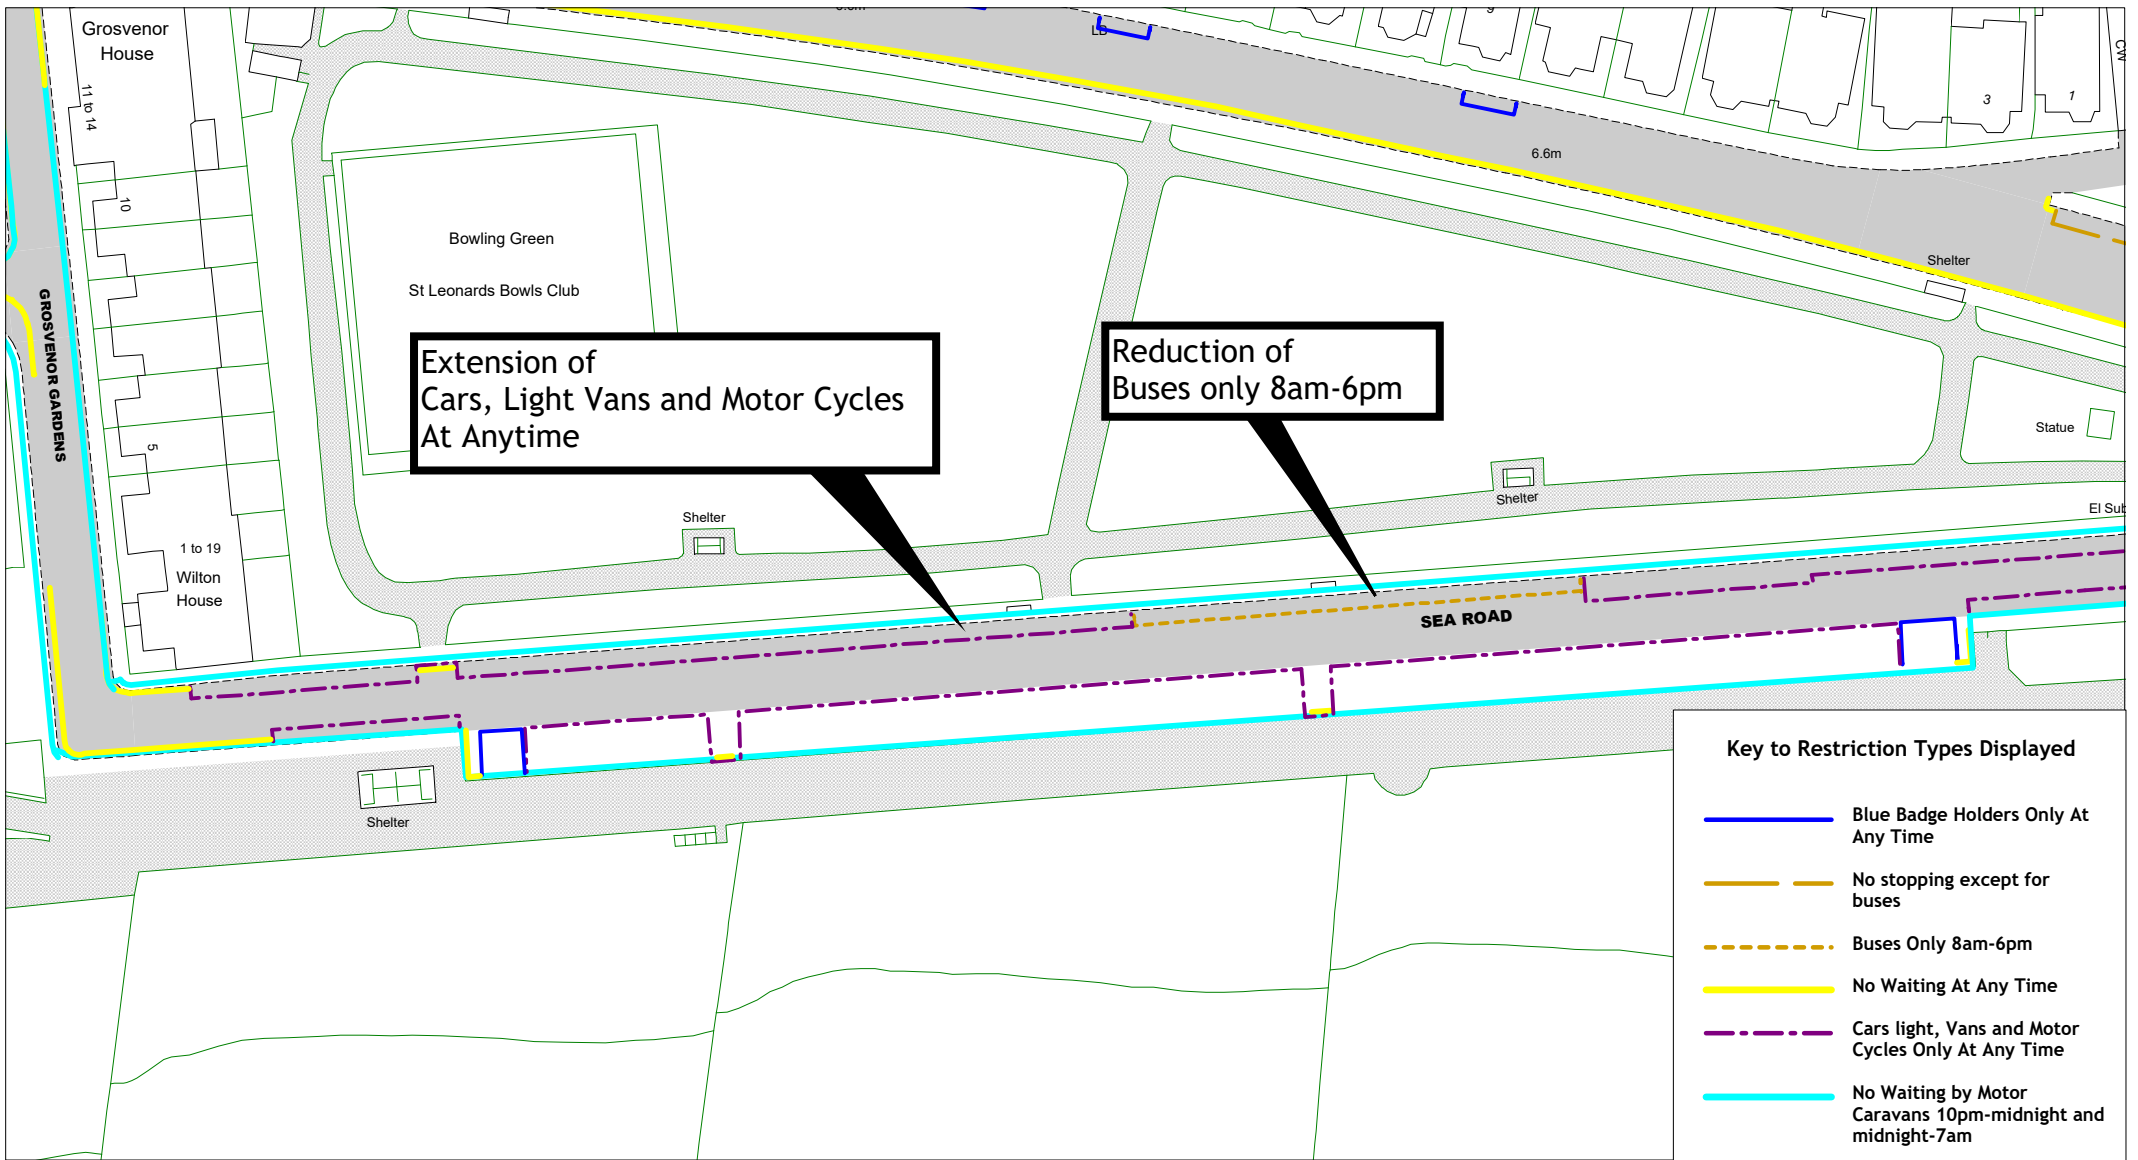 Grosvenor
House
LB
9
3
1
CW
11 to 14
6.6m
10
Bowling Green
Shelter
St Leonards Bowls Club
GROSVENOR GARDENS
Extension of
Cars, Light Vans and Motor Cycles
At Anytime
Reduction of
Buses only 8am-6pm
Statue
5
Shelter
El Sub
Shelter
1 to 19
Wilton
House
SEA ROAD
Shelter
Key to Restriction Types Displayed
Blue Badge Holders Only At
Any Time
No stopping except for
buses
Buses Only 8am-6pm
No Waiting At Any Time
Cars light, Vans and Motor
Cycles Only At Any Time
No Waiting by Motor
Caravans 10pm-midnight and
midnight-7am